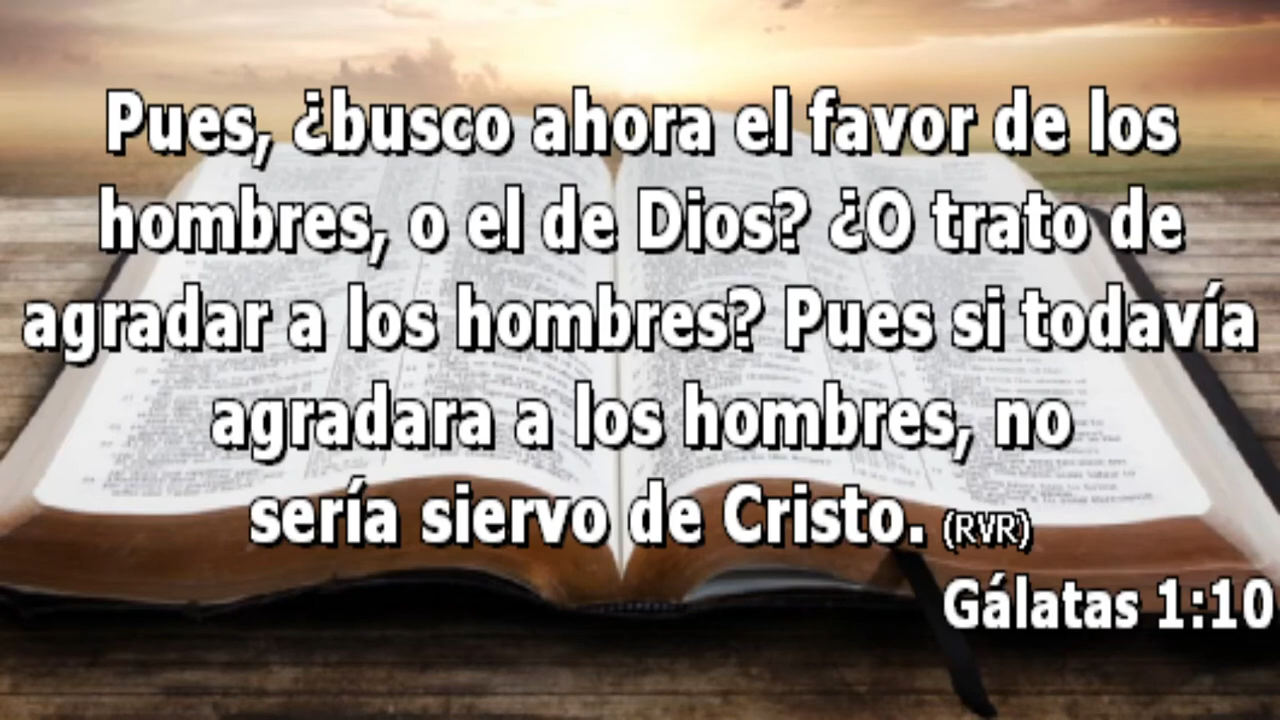 Pues, ¿busco ahora el favor de los
hombres, o el de Dios? ¿O trato de
agradar a los hombres? Pues si todavía
agradara a los hombres, no
sería siervo de Cristo. (RVR)
Gálatas 1:10